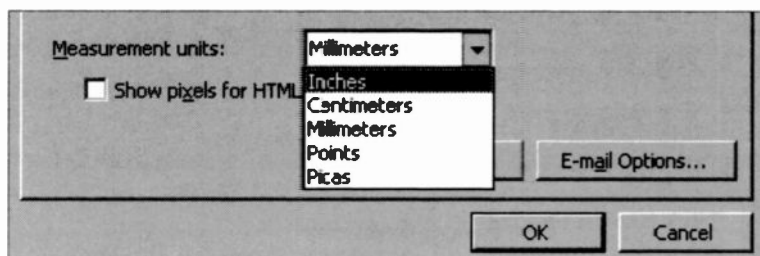 Measurement units:
Millimeters
Show pixels for HTML
Inches
Centimeters
Millimeters
Points
Picas
E-mail Options...
OK
Cancel